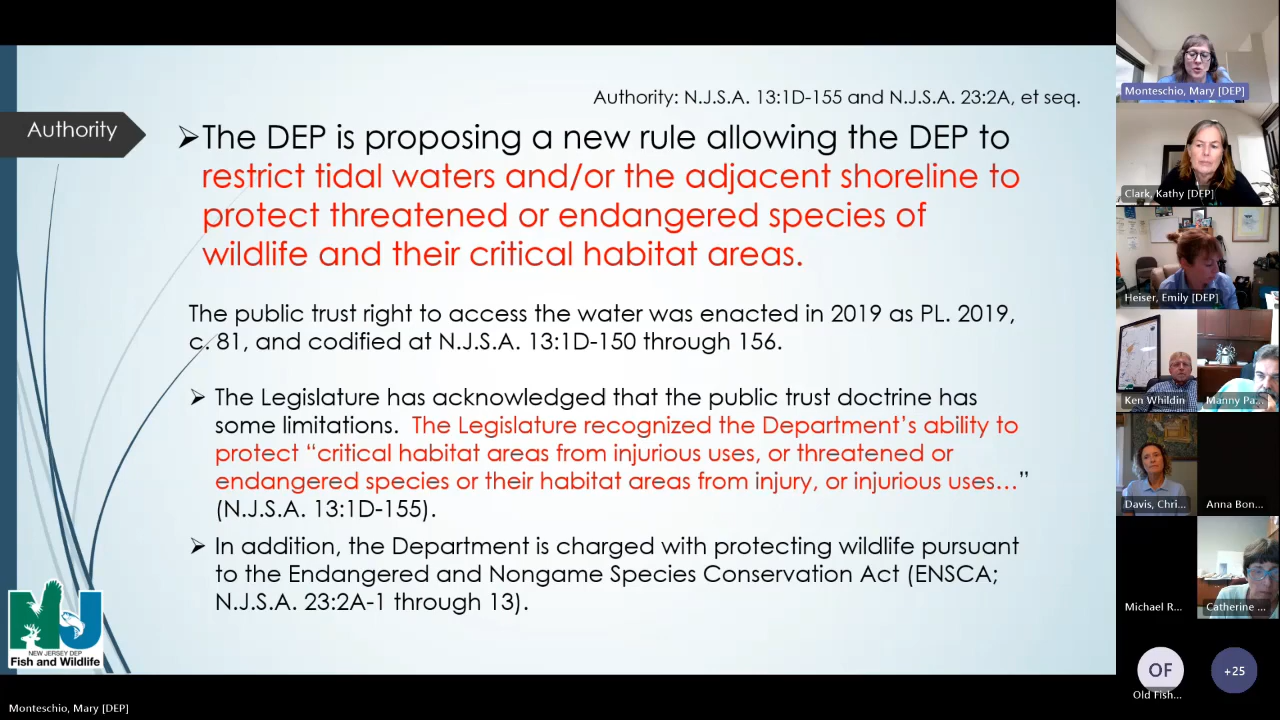 Authority: N.J.S.A. 13:1D-155 and N.J.S.A. 23:2A, et seq.
Authority
➢The DEP is proposing a new rule allowing the DEP to
restrict tidal waters and/or the adjacent shoreline to
protect threatened or endangered species of
wildlife and their critical habitat areas.
The public trust right to access the water was enacted in 2019 as PL. 2019,
c. 81, and codified at N.J.S.A. 13:1D-150 through 156.
➢ The Legislature has acknowledged that the public trust doctrine has
some limitations. The Legislature recognized the Department's ability to
protect "critical habitat areas from injurious uses, or threatened or
endangered species or their habitat areas from injury, or injurious uses…"
(N.J.S.A. 13:1D-155).
➢ In addition, the Department is charged with protecting wildlife pursuant
to the Endangered and Nongame Species Conservation Act (ENSCA;
N.J.S.A. 23:2A-1 through 13).
NJ
NEW JERSEY DEP
Fish and Wildlife
Monteschio, Mary [DEP]
Monteschio, Mary [DEP]
Clark, Kathy [DEP]
Heiser, Emily [DEP]
Ken Whildin
Manny Pa...
Davis, Chri...
Anna Bon...
Michael R...
Catherine ...
OF
Old Fish...
+25